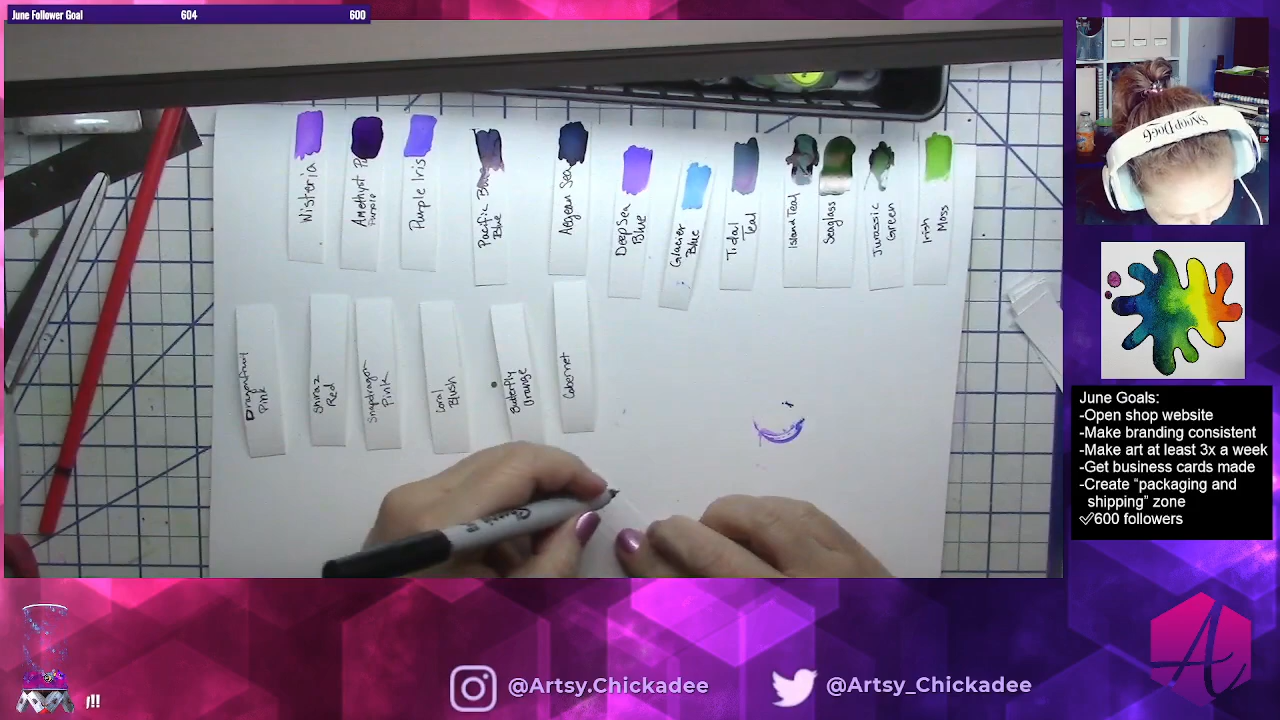 June Follower Goal 604 600
Wisteria
Amethyst
Purple
Purple Iris
Pacific
Blue
Aegean Sea
Deep Sea
Blue
Glacier
Blue
Tidal
Teal
Island Teal
Seaglass
Jurassic
Green
Irish
Moss
Dragonfruit
Pink
Shiraz
Red
Snapdragon
Pink
Coral
Blush
Butterfly
Orange
Cabernet
June Goals:
-Open shop website
-Make branding consistent
-Make art at least 3x a week
-Get business cards made
-Create "packaging and
shipping" zone
✓600 followers
@Artsy.Chickadee
@Artsy_Chickadee
A
r!!